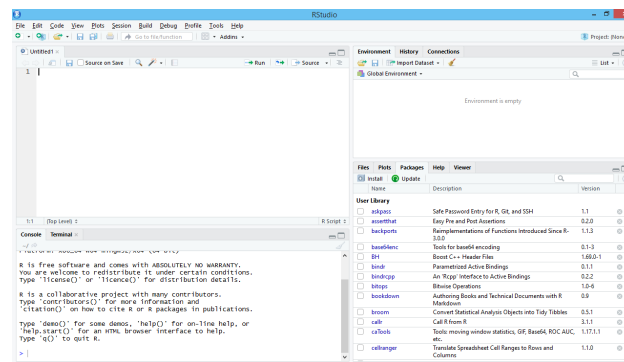 RStudio
File Edit Code View Plots Session Build Debug Profile Tools Help
Go to file/function Addins
Project: (None
Untitled1
Source on Save Run Source
1
1:1 (Top Level) R Script
Console Terminal
R is free software and comes with ABSOLUTELY NO WARRANTY.
You are welcome to redistribute it under certain conditions.
Type 'license()' or 'licence()' for distribution details.
R is a collaborative project with many contributors.
Type 'contributors()' for more information and
'citation()' on how to cite R or R packages in publications.
Type 'demo()' for some demos, 'help()' for on-line help, or
'help.start()' for an HTML browser interface to help.
Type 'q()' to quit R.
>
Environment History Connections
Import Dataset List
Global Environment
Environment is empty
Files Plots Packages Help Viewer
Install Update
Name Description Version
User Library
askpass Safe Password Entry for R, Git, and SSH 1.1
assertthat Easy Pre and Post Assertions 0.2.0
backports Reimplementations of Functions Introduced Since R-3.0.0 1.1.3
base64enc Tools for base64 encoding 0.1-3
BH Boost C++ Header Files 1.69.0-1
bindr Parametrized Active Bindings 0.1.1
bindrcpp An 'Rcpp' Interface to Active Bindings 0.2.2
bitops Bitwise Operations 1.0-6
bookdown Authoring Books and Technical Documents with R Markdown 0.9
broom Convert Statistical Analysis Objects into Tidy Tibbles 0.5.1
callr Call R from R 3.1.1
caTools Tools: moving window statistics, GIF, Base64, ROC AUC, etc. 1.17.1.1
cellranger Translate Spreadsheet Cell Ranges to Rows and Columns 1.1.0